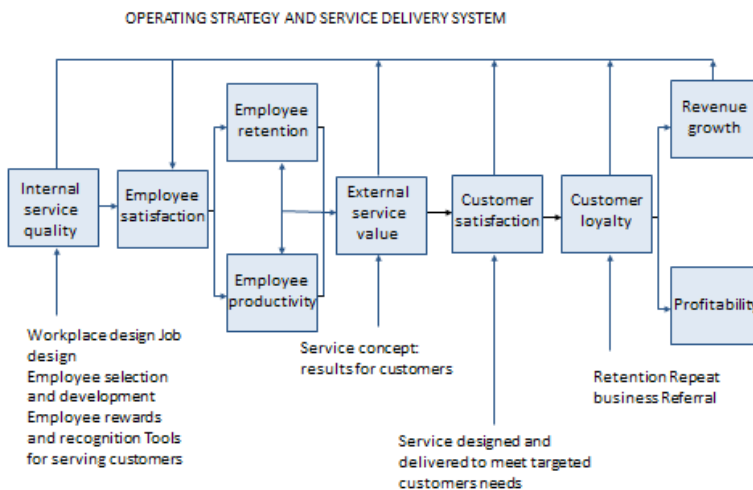 OPERATING STRATEGY AND SERVICE DELIVERY SYSTEM
Employee
retention
Revenue
growth
Internal
service
quality
Employee
satisfaction
External
service
value
Customer
satisfaction
Customer
loyalty
Employee
productivity
Profitability
Workplace design Job
design
Employee selection
and development
Employee rewards
and recognition Tools
for serving customers
Service concept:
results for customers
Retention Repeat
business Referral
Service designed and
delivered to meet targeted
customers needs